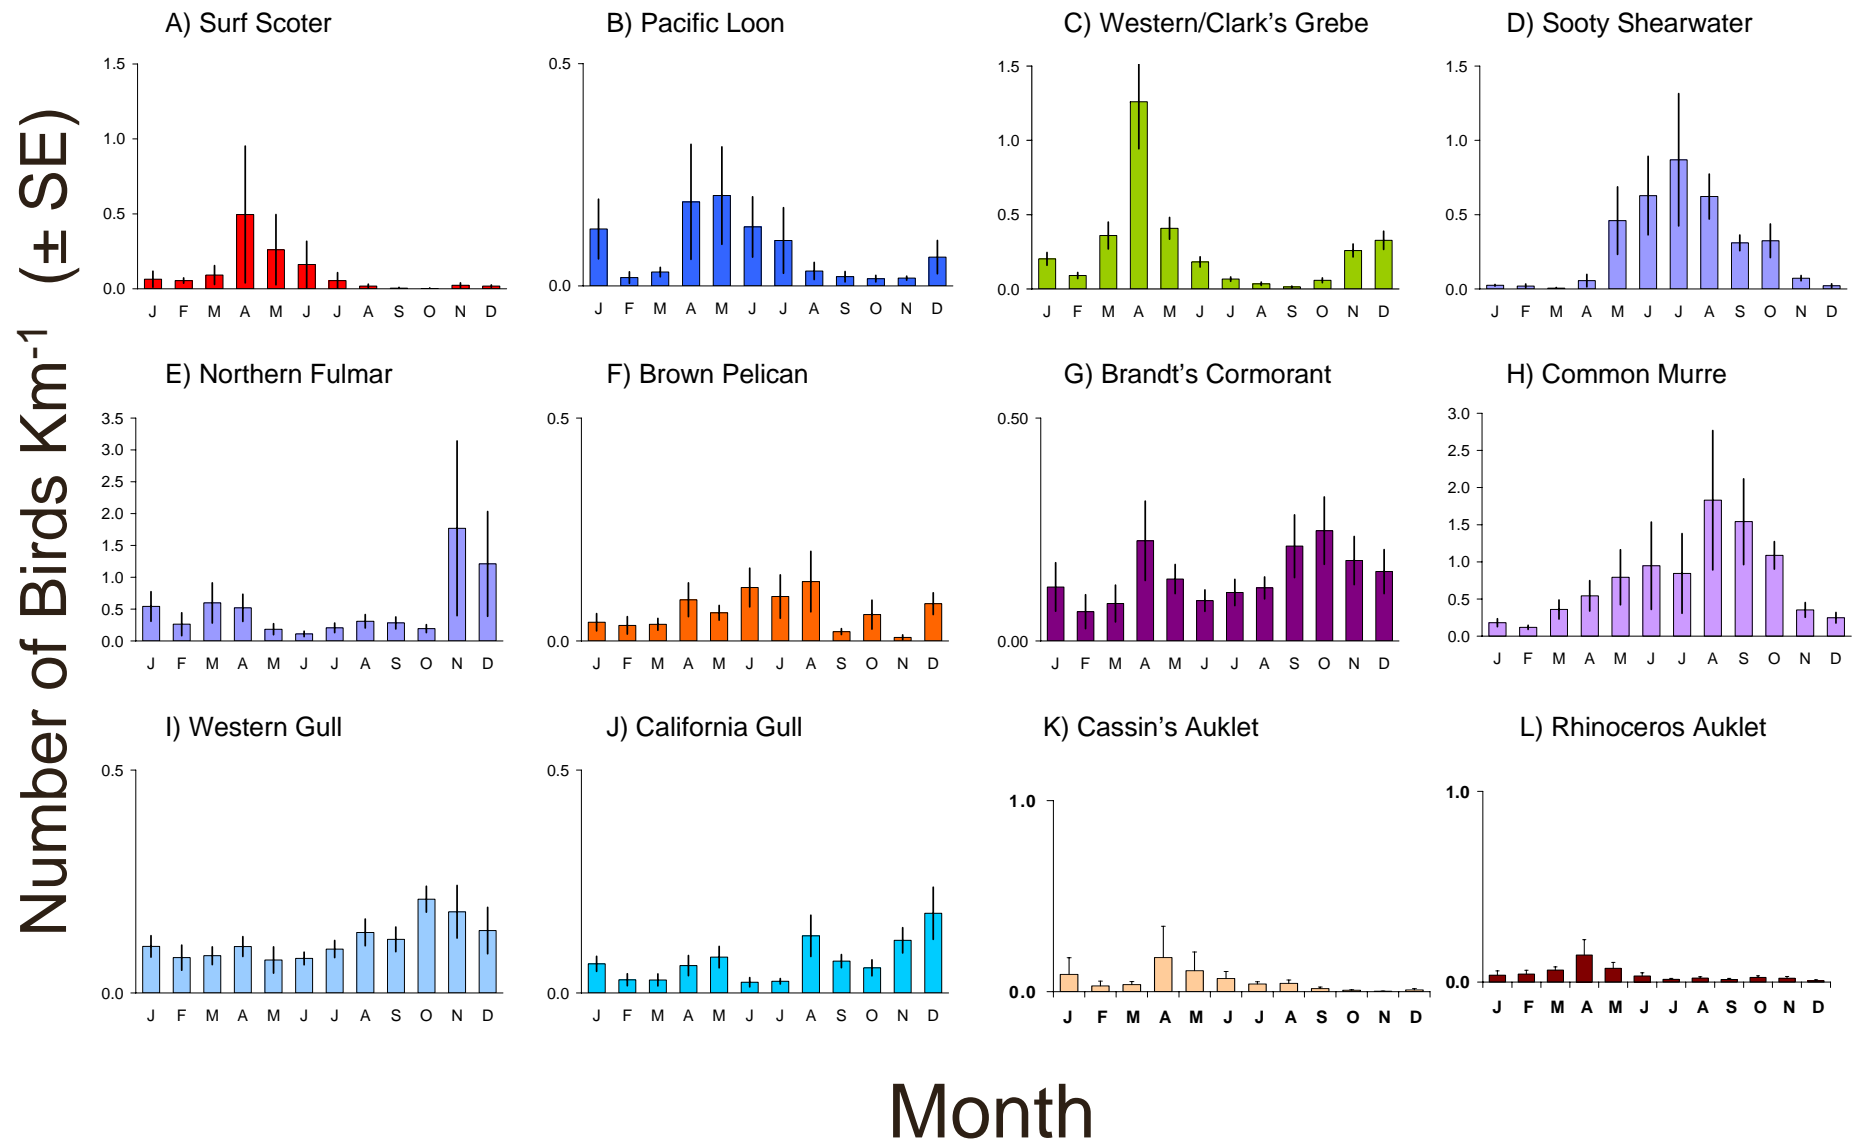 Number of Birds Km-1 (± SE)
A) Surf Scoter
1.5
1.0
0.5
0.0
J F M A M J J A S O N D
B) Pacific Loon
0.5
0.0
J F M A M J J A S O N D
C) Western/Clark's Grebe
1.5
1.0
0.5
0.0
J F M A M J J A S O N D
D) Sooty Shearwater
1.5
1.0
0.5
0.0
J F M A M J J A S O N D
E) Northern Fulmar
3.5
3.0
2.5
2.0
1.5
1.0
0.5
0.0
J F M A M J J A S O N D
F) Brown Pelican
0.5
0.0
J F M A M J J A S O N D
G) Brandt's Cormorant
0.50
0.00
J F M A M J J A S O N D
H) Common Murre
3.0
2.5
2.0
1.5
1.0
0.5
0.0
J F M A M J J A S O N D
I) Western Gull
0.5
0.0
J F M A M J J A S O N D
J) California Gull
0.5
0.0
J F M A M J J A S O N D
K) Cassin's Auklet
1.0
0.0
J F M A M J J A S O N D
L) Rhinoceros Auklet
1.0
0.0
J F M A M J J A S O N D
Month